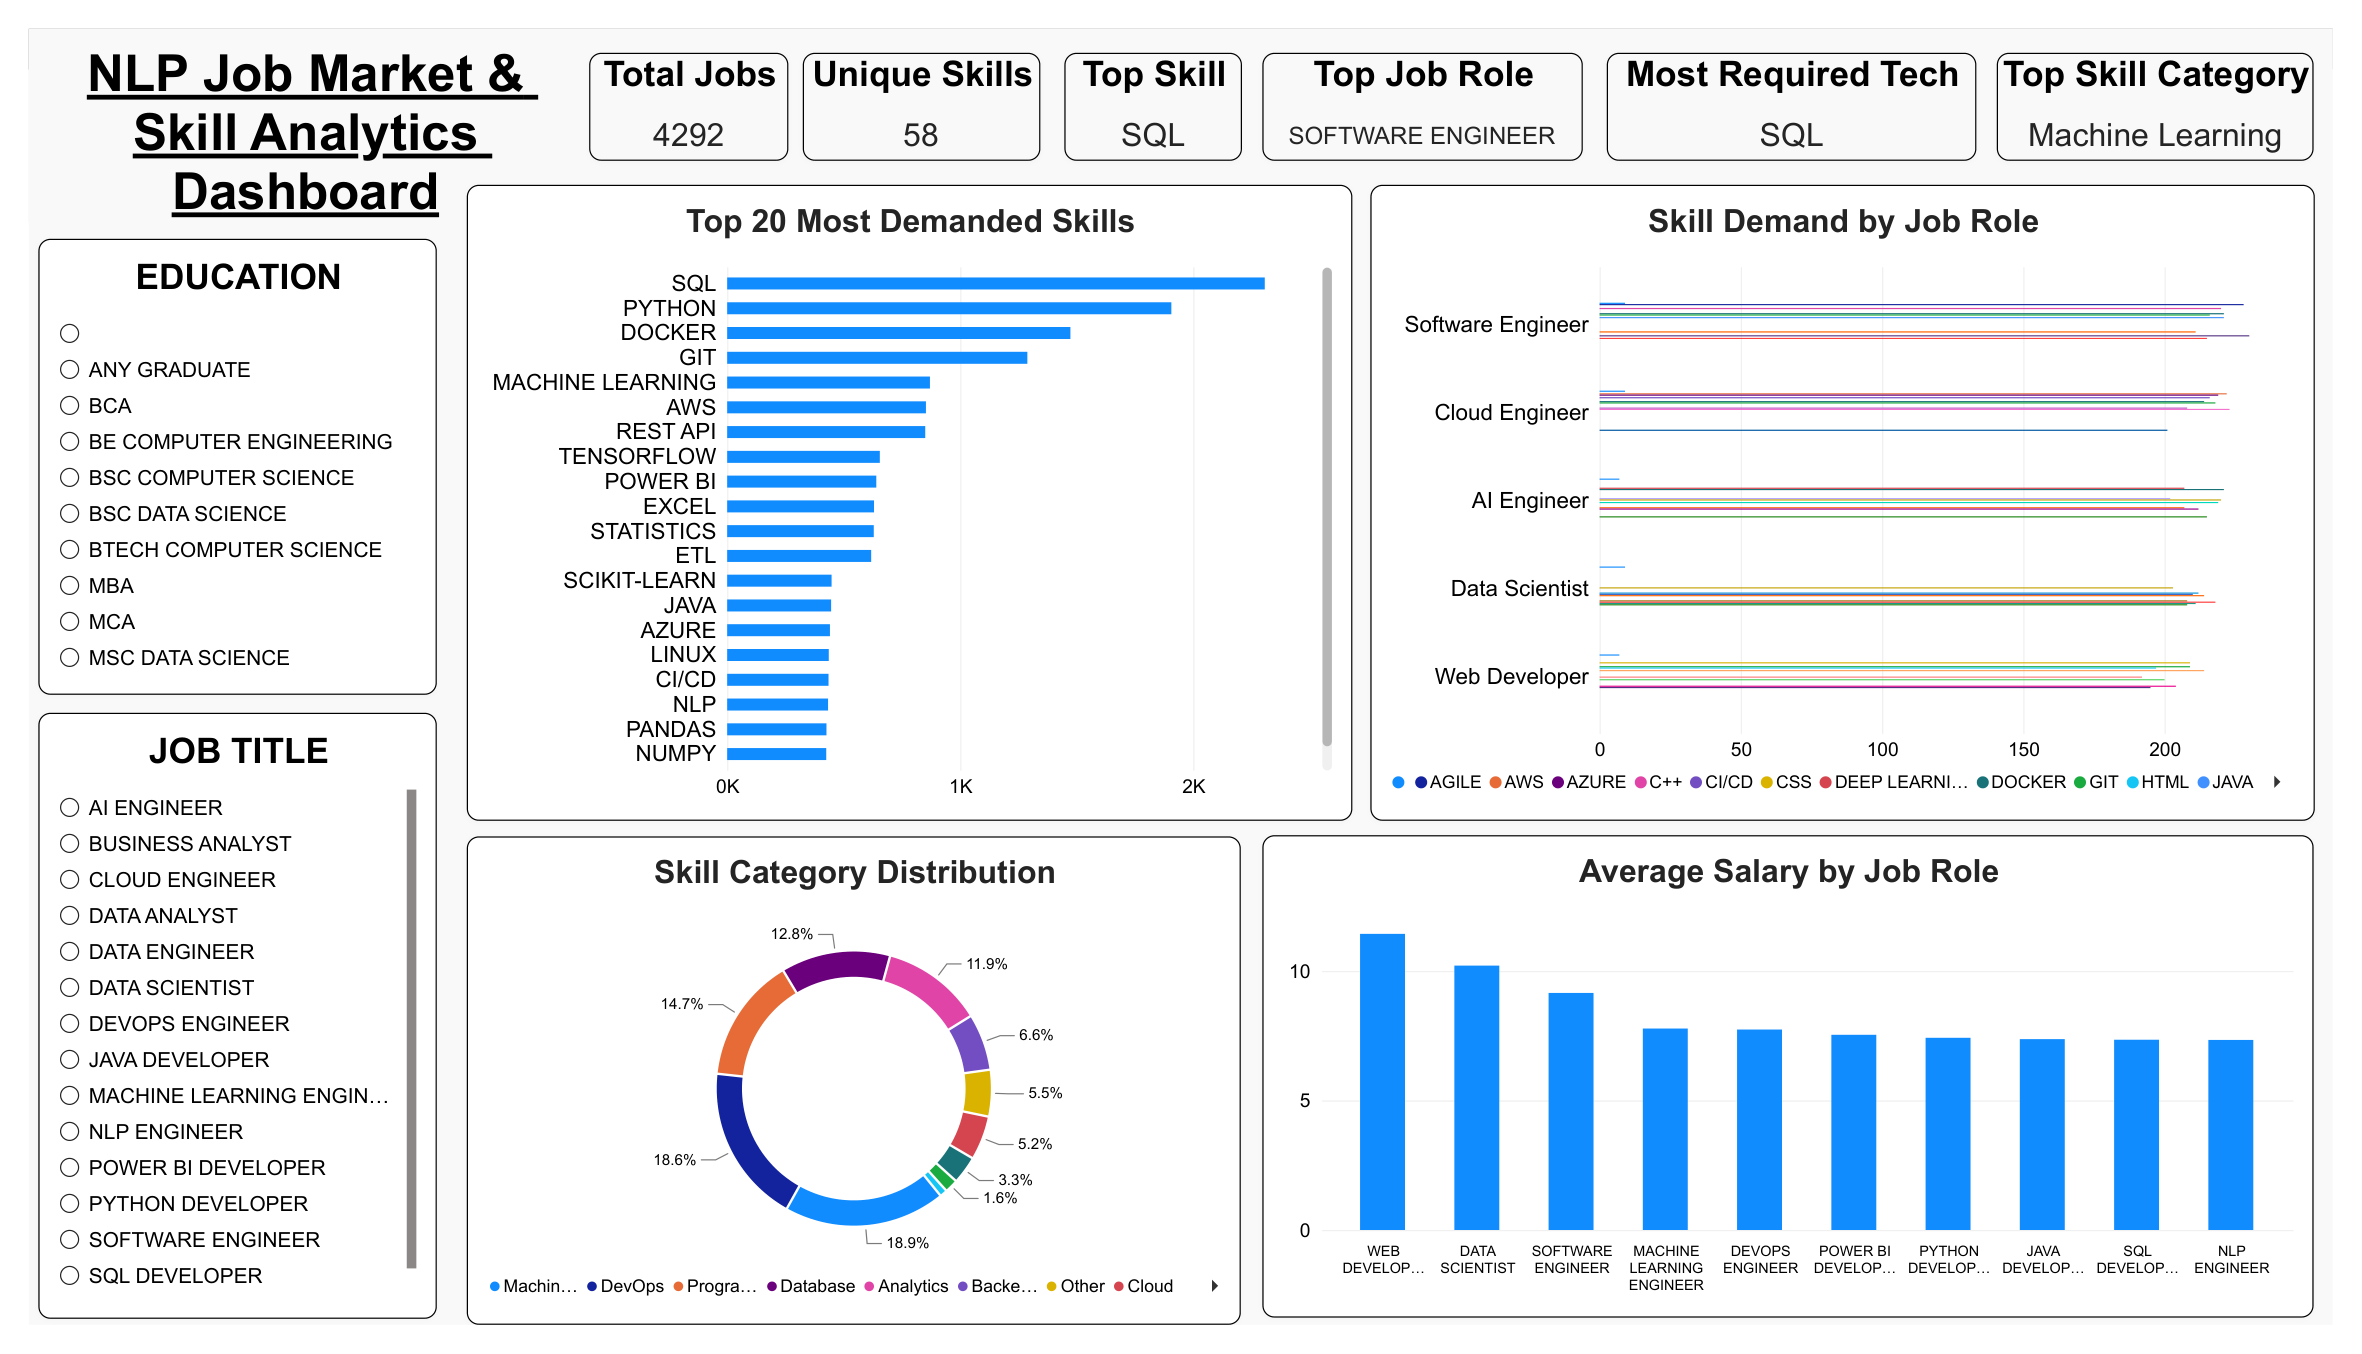 NLP Job Market &
Skill Analytics
Dashboard
Total Jobs
4292
Unique Skills
58
Top Skill
SQL
Top Job Role
SOFTWARE ENGINEER
Most Required Tech
SQL
Top Skill Category
Machine Learning
EDUCATION
ANY GRADUATE
BCA
BE COMPUTER ENGINEERING
BSC COMPUTER SCIENCE
BSC DATA SCIENCE
BTECH COMPUTER SCIENCE
MBA
MCA
MSC DATA SCIENCE
JOB TITLE
AI ENGINEER
BUSINESS ANALYST
CLOUD ENGINEER
DATA ANALYST
DATA ENGINEER
DATA SCIENTIST
DEVOPS ENGINEER
JAVA DEVELOPER
MACHINE LEARNING ENGIN…
NLP ENGINEER
POWER BI DEVELOPER
PYTHON DEVELOPER
SOFTWARE ENGINEER
SQL DEVELOPER
Top 20 Most Demanded Skills
SQL
PYTHON
DOCKER
GIT
MACHINE LEARNING
AWS
REST API
TENSORFLOW
POWER BI
EXCEL
STATISTICS
ETL
SCIKIT-LEARN
JAVA
AZURE
LINUX
CI/CD
NLP
PANDAS
NUMPY
0K 1K 2K
Skill Demand by Job Role
Software Engineer
Cloud Engineer
AI Engineer
Data Scientist
Web Developer
0 50 100 150 200
AGILE AWS AZURE C++ CI/CD CSS DEEP LEARNI… DOCKER GIT HTML JAVA
Skill Category Distribution
12.8%
11.9%
14.7%
6.6%
5.5%
5.2%
18.6%
3.3%
1.6%
18.9%
Machin… DevOps Progra… Database Analytics Backe… Other Cloud
Average Salary by Job Role
10
5
0
WEB
DEVELOP…
DATA
SCIENTIST
SOFTWARE
ENGINEER
MACHINE
LEARNING
ENGINEER
DEVOPS
ENGINEER
POWER BI
DEVELOP…
PYTHON
DEVELOP…
JAVA
DEVELOP…
SQL
DEVELOP…
NLP
ENGINEER